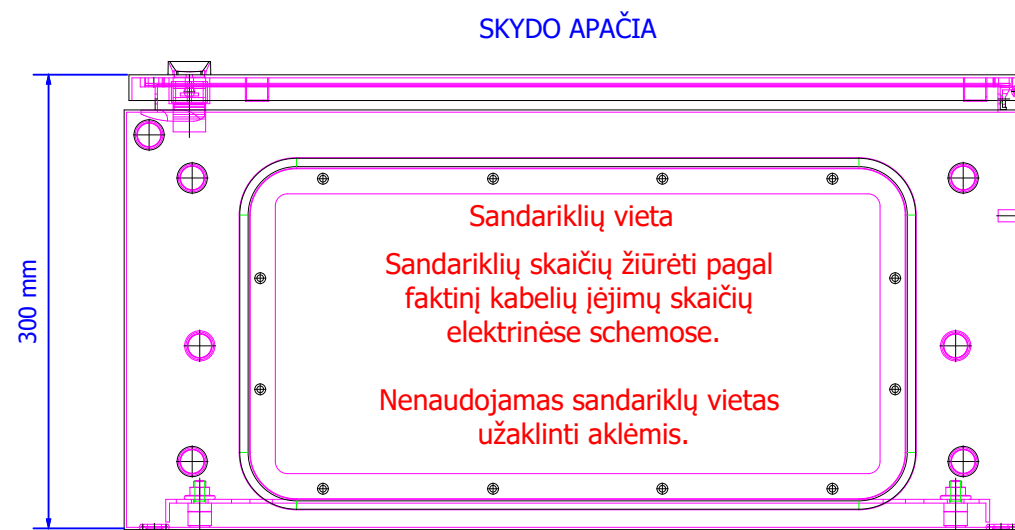 SKYDO APAČIA
300 mm
Sandariklių vieta
Sandariklių skaičių žiūrėti pagal
faktinį kabelių įėjimų skaičių
elektrinėse schemose.
Nenaudojamas sandariklų vietas
užaklinti aklėmis.